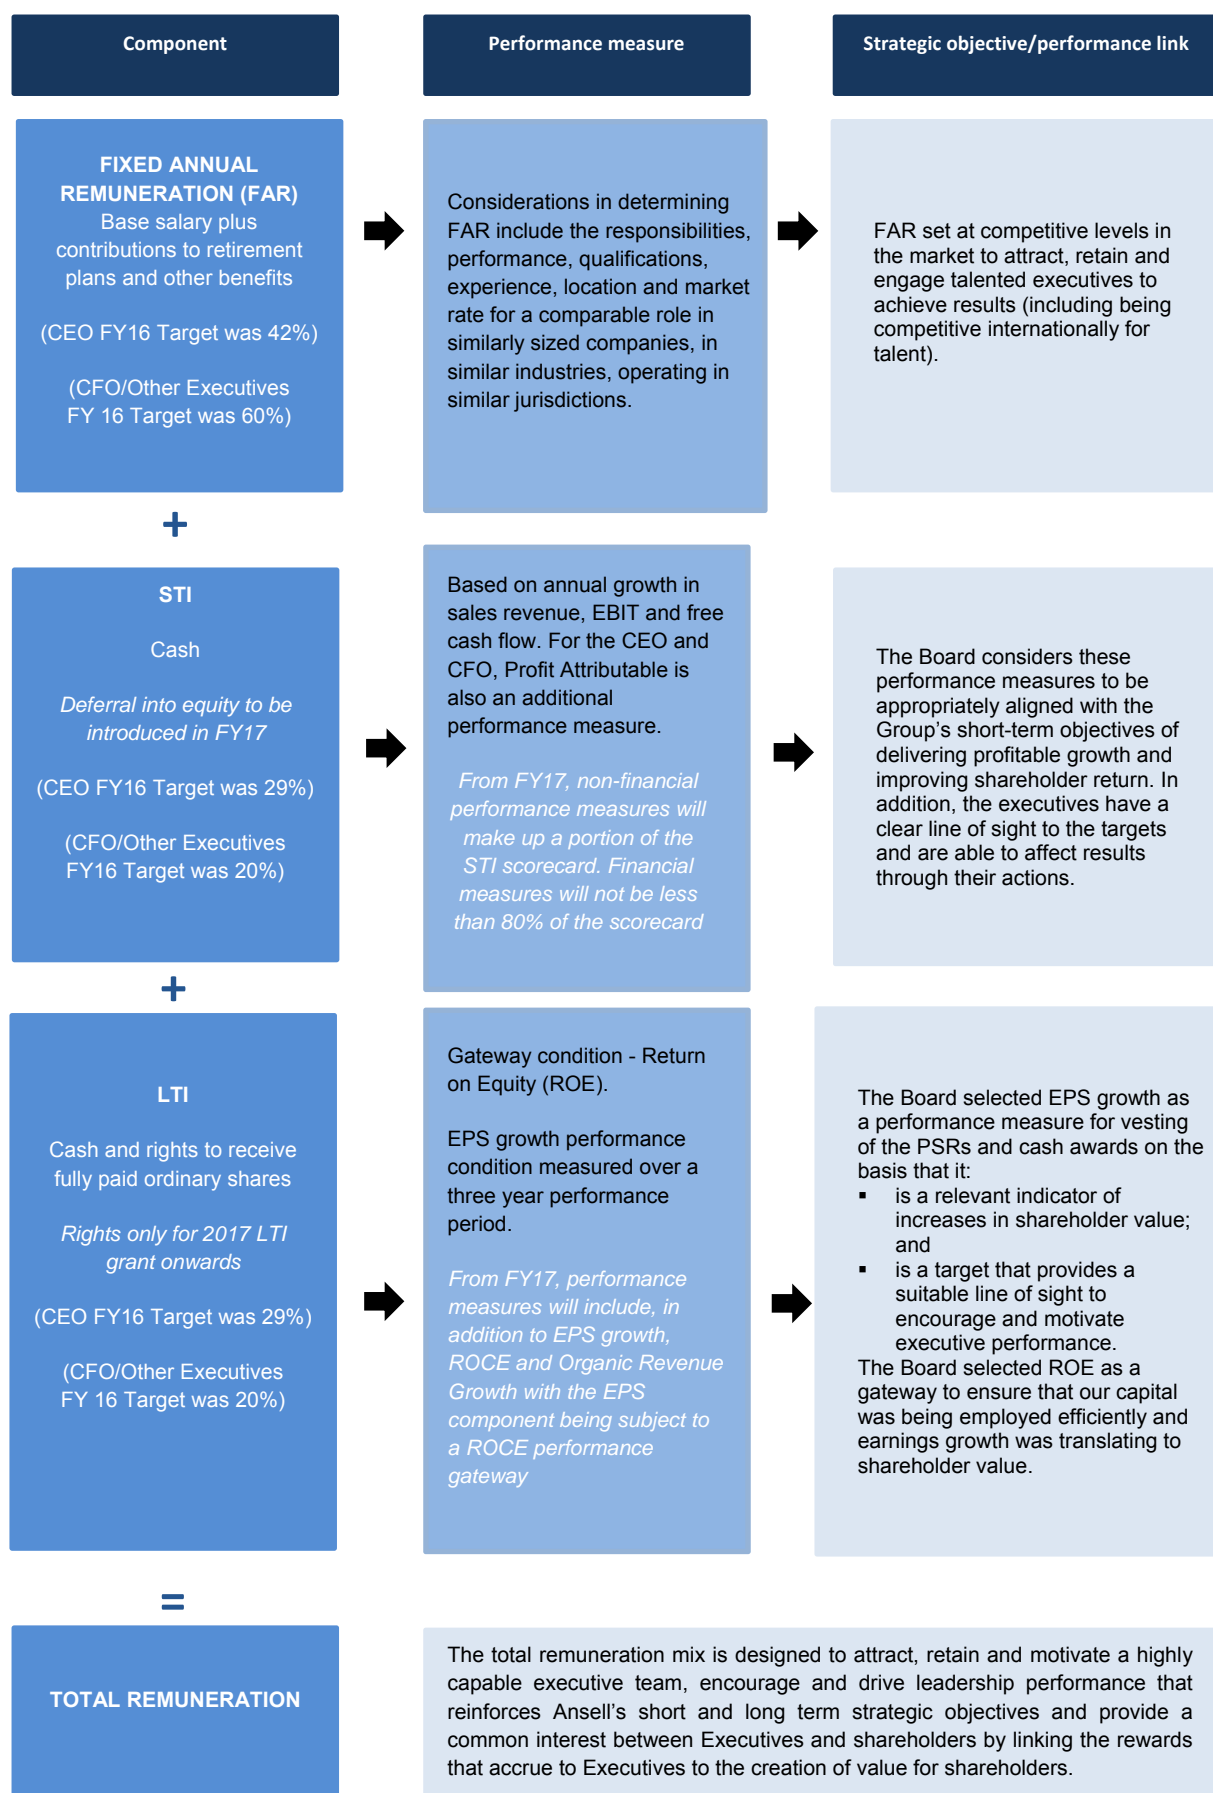 Component
Performance measure
Strategic objective/performance link
FIXED ANNUAL
REMUNERATION (FAR)
Base salary plus
contributions to retirement
plans and other benefits
(CEO FY16 Target was 42%)
(CFO/Other Executives
FY 16 Target was 60%)
Considerations in determining
FAR include the responsibilities,
performance, qualifications,
experience, location and market
rate for a comparable role in
similarly sized companies, in
similar industries, operating in
similar jurisdictions.
FAR set at competitive levels in
the market to attract, retain and
engage talented executives to
achieve results (including being
competitive internationally for
talent).
+
STI
Cash
Deferral into equity to be
introduced in FY17
(CEO FY16 Target was 29%)
(CFO/Other Executives
FY16 Target was 20%)
Based on annual growth in
sales revenue, EBIT and free
cash flow. For the CEO and
CFO, Profit Attributable is
also an additional
performance measure.
From FY17, non-financial
performance measures will
make up a portion of the
STI scorecard. Financial
measures will not be less
than 80% of the scorecard
The Board considers these
performance measures to be
appropriately aligned with the
Group’s short-term objectives of
delivering profitable growth and
improving shareholder return. In
addition, the executives have a
clear line of sight to the targets
and are able to affect results
through their actions.
+
LTI
Cash and rights to receive
fully paid ordinary shares
Rights only for 2017 LTI
grant onwards
(CEO FY16 Target was 29%)
(CFO/Other Executives
FY 16 Target was 20%)
Gateway condition - Return
on Equity (ROE).
EPS growth performance
condition measured over a
three year performance
period.
From FY17, performance
measures will include, in
addition to EPS growth,
ROCE and Organic Revenue
Growth with the EPS
component being subject to
a ROCE performance
gateway
The Board selected EPS growth as
a performance measure for vesting
of the PSRs and cash awards on the
basis that it:
▪ is a relevant indicator of
increases in shareholder value;
and
▪ is a target that provides a
suitable line of sight to
encourage and motivate
executive performance.
The Board selected ROE as a
gateway to ensure that our capital
was being employed efficiently and
earnings growth was translating to
shareholder value.
=
TOTAL REMUNERATION
The total remuneration mix is designed to attract, retain and motivate a highly
capable executive team, encourage and drive leadership performance that
reinforces Ansell’s short and long term strategic objectives and provide a
common interest between Executives and shareholders by linking the rewards
that accrue to Executives to the creation of value for shareholders.